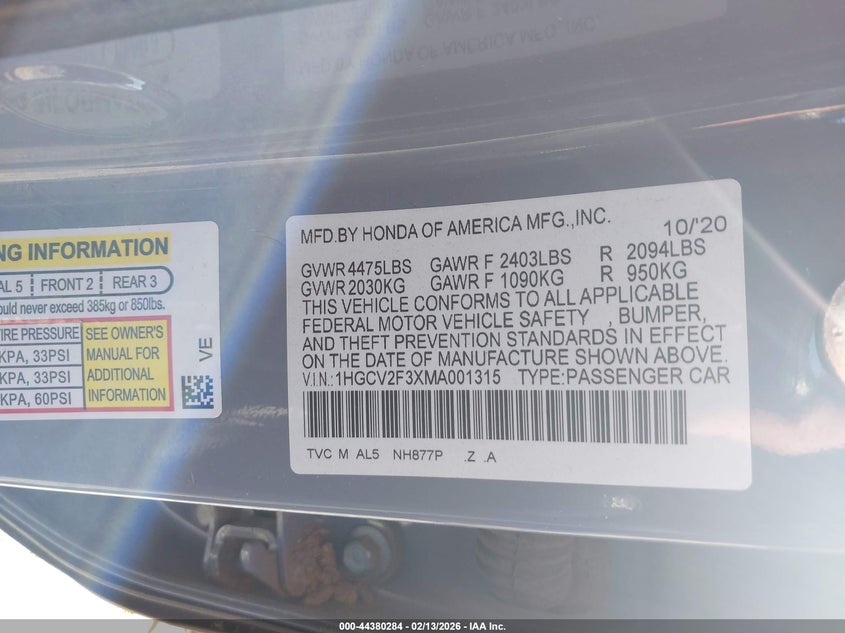 NG INFORMATION
AL 5 FRONT 2 REAR 3
ould never exceed 385kg or 850lbs.
IRE PRESSURE SEE OWNER'S
KPA, 33PSI MANUAL FOR
KPA, 33PSI ADDITIONAL
KPA, 60PSI INFORMATION
VE
MFD.BY HONDA OF AMERICA MFG.,INC. 10/'20
GVWR 4475LBS GAWR F 2403LBS R 2094LBS
GVWR 2030KG GAWR F 1090KG R 950KG
THIS VEHICLE CONFORMS TO ALL APPLICABLE
FEDERAL MOTOR VEHICLE SAFETY , BUMPER,
AND THEFT PREVENTION STANDARDS IN EFFECT
ON THE DATE OF MANUFACTURE SHOWN ABOVE.
V.I.N.:1HGCV2F3XMA001315 TYPE:PASSENGER CAR
TVC M AL5 NH877P .Z .A
000-44380284 - 02/13/2026 - IAA Inc.